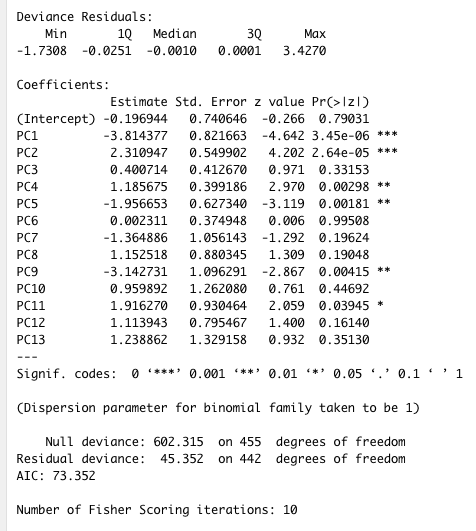 Deviance Residuals:
    Min       1Q   Median       3Q      Max
-1.7308  -0.0251  -0.0010   0.0001   3.4270

Coefficients:
             Estimate Std. Error z value Pr(>|z|)
(Intercept) -0.196944   0.740646  -0.266  0.79031
PC1         -3.814377   0.821663  -4.642 3.45e-06 ***
PC2          2.310947   0.549902   4.202 2.64e-05 ***
PC3          0.400714   0.412670   0.971  0.33153
PC4          1.185675   0.399186   2.970  0.00298 **
PC5         -1.956653   0.627340  -3.119  0.00181 **
PC6          0.002311   0.374948   0.006  0.99508
PC7         -1.364886   1.056143  -1.292  0.19624
PC8          1.152518   0.880345   1.309  0.19048
PC9         -3.142731   1.096291  -2.867  0.00415 **
PC10         0.959892   1.262080   0.761  0.44692
PC11         1.916270   0.930464   2.059  0.03945 *
PC12         1.113943   0.795467   1.400  0.16140
PC13         1.238862   1.329158   0.932  0.35130
---
Signif. codes:  0 ‘***’ 0.001 ‘**’ 0.01 ‘*’ 0.05 ‘.’ 0.1 ‘ ’ 1

(Dispersion parameter for binomial family taken to be 1)

    Null deviance: 602.315  on 455  degrees of freedom
Residual deviance:  45.352  on 442  degrees of freedom
AIC: 73.352

Number of Fisher Scoring iterations: 10